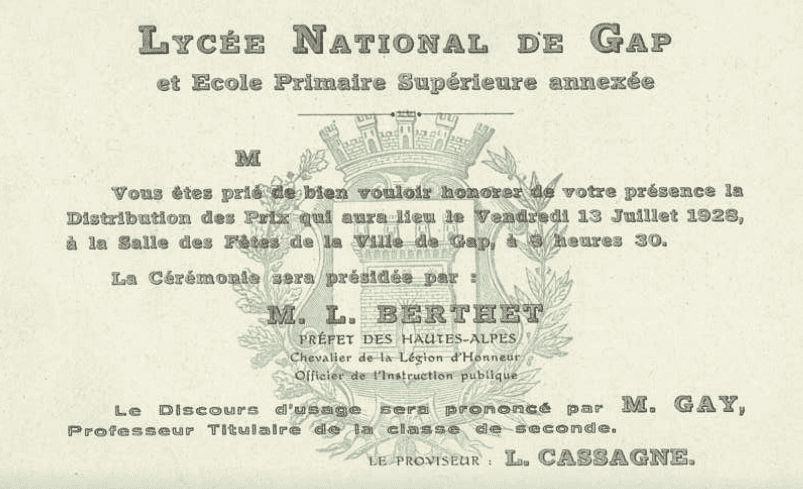 LYCÉE NATIONAL DE GAP
et Ecole Primaire Supérieure annexée
M
Vous êtes prié de bien vouloir honorer de votre présence la
Distribution des Prix qui aura lieu le Vendredi 13 Juillet 1928,
à la Salle des Fêtes de la Ville de Gap, à 8 heures 30.
La Cérémonie sera présidée par :
M. L. BERTHET
PRÉFET DES HAUTES-ALPES
Chevalier de la Légion d'Honneur
Officier de l'Instruction publique
Le Discours d'usage sera prononcé par M. GAY,
Professeur Titulaire de la classe de seconde.
LE PROVISEUR : L. CASSAGNE.